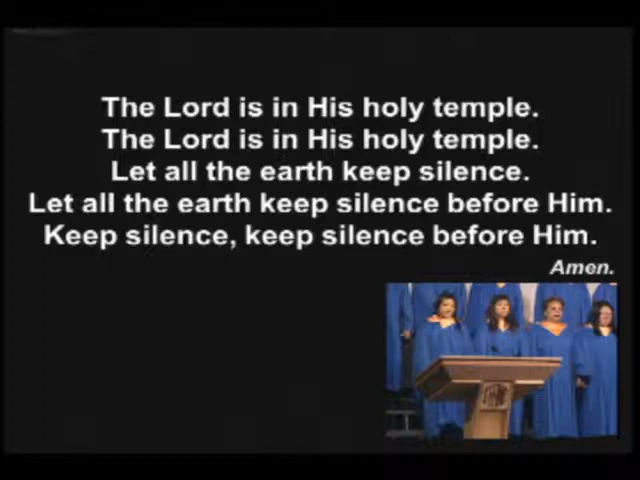 The Lord is in His holy temple.
The Lord is in His holy temple.
Let all the earth keep silence.
Let all the earth keep silence before Him.
Keep silence, keep silence before Him.
Amen.